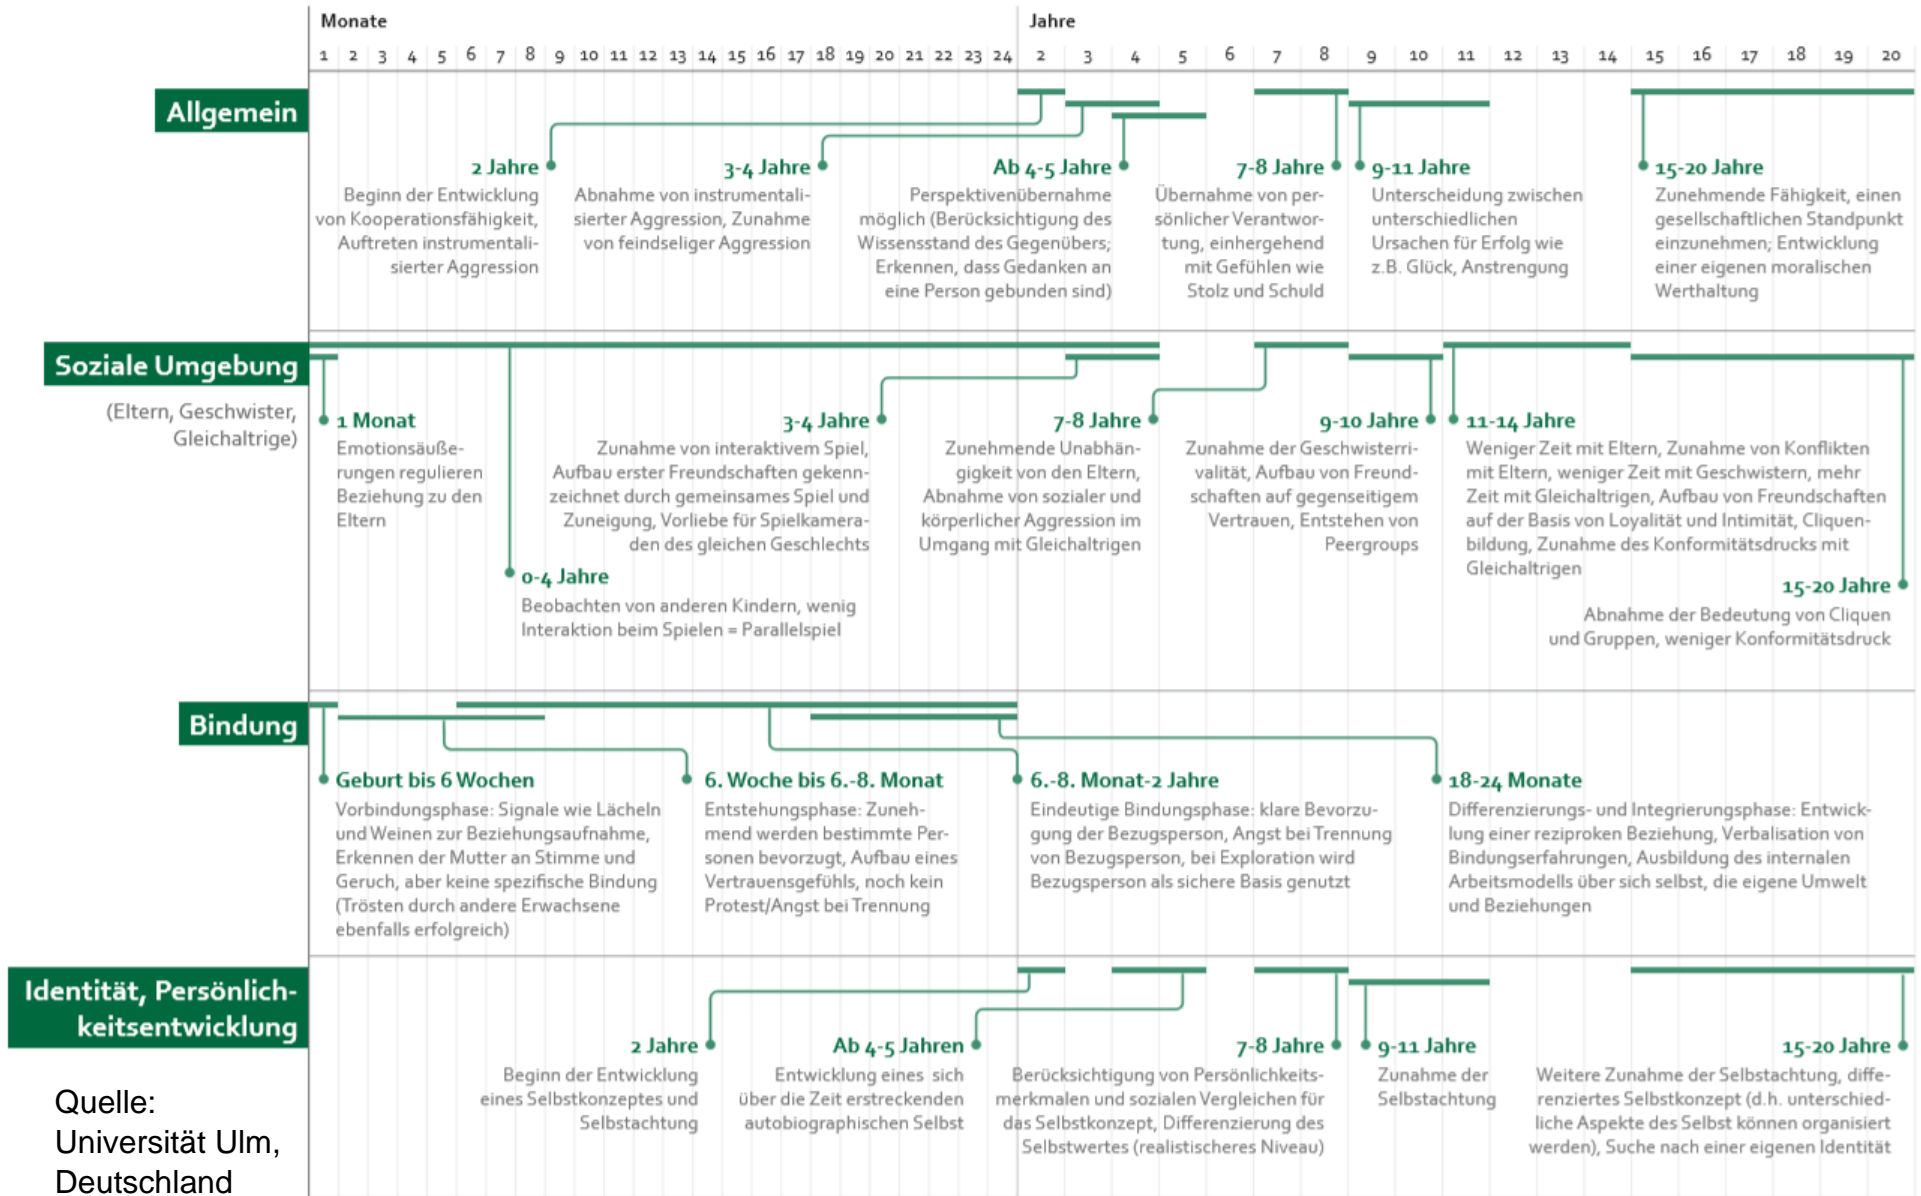 Monate
Jahre
1 2 3 4 5 6 7 8 9 10 11 12 13 14 15 16 17 18 19 20 21 22 23 24 2 3 4 5 6 7 8 9 10 11 12 13 14 15 16 17 18 19 20
Allgemein
2 Jahre
Beginn der Entwicklung
von Kooperationsfähigkeit,
Auftreten instrumentali-
sierter Aggression
3-4 Jahre
Abnahme von instrumentali-
sierter Aggression, Zunahme
von feindseliger Aggression
Ab 4-5 Jahre
Perspektivenübernahme
möglich (Berücksichtigung des
Wissensstand des Gegenübers;
Erkennen, dass Gedanken an
eine Person gebunden sind)
7-8 Jahre
Übernahme von per-
sönlicher Verantwor-
tung, einhergehend
mit Gefühlen wie
Stolz und Schuld
9-11 Jahre
Unterscheidung zwischen
unterschiedlichen
Ursachen für Erfolg wie
z.B. Glück, Anstrengung
15-20 Jahre
Zunehmende Fähigkeit, einen
gesellschaftlichen Standpunkt
einzunehmen; Entwicklung
einer eigenen moralischen
Werthaltung
Soziale Umgebung
(Eltern, Geschwister,
Gleichaltrige)
1 Monat
Emotionsäuße-
rungen regulieren
Beziehung zu den
Eltern
0-4 Jahre
Beobachten von anderen Kindern, wenig
Interaktion beim Spielen = Parallelspiel
3-4 Jahre
Zunahme von interaktivem Spiel,
Aufbau erster Freundschaften gekenn-
zeichnet durch gemeinsames Spiel und
Zuneigung, Vorliebe für Spielkamera-
den des gleichen Geschlechts
7-8 Jahre
Zunehmende Unabhän-
gigkeit von den Eltern,
Abnahme von sozialer und
körperlicher Aggression im
Umgang mit Gleichaltrigen
9-10 Jahre
Zunahme der Geschwisterri-
valität, Aufbau von Freund-
schaften auf gegenseitigem
Vertrauen, Entstehen von
Peergroups
11-14 Jahre
Weniger Zeit mit Eltern, Zunahme von Konflikten
mit Eltern, weniger Zeit mit Geschwistern, mehr
Zeit mit Gleichaltrigen, Aufbau von Freundschaften
auf der Basis von Loyalität und Intimität, Cliquen-
bildung, Zunahme des Konformitätsdrucks mit
Gleichaltrigen
15-20 Jahre
Abnahme der Bedeutung von Cliquen
und Gruppen, weniger Konformitätsdruck
Bindung
Geburt bis 6 Wochen
Vorbindungsphase: Signale wie Lächeln
und Weinen zur Beziehungsaufnahme,
Erkennen der Mutter an Stimme und
Geruch, aber keine spezifische Bindung
(Trösten durch andere Erwachsene
ebenfalls erfolgreich)
6. Woche bis 6.-8. Monat
Entstehungsphase: Zuneh-
mend werden bestimmte Per-
sonen bevorzugt, Aufbau eines
Vertrauensgefühls, noch kein
Protest/Angst bei Trennung
6.-8. Monat-2 Jahre
Eindeutige Bindungsphase: klare Bevorzu-
gung der Bezugsperson, Angst bei Trennung
von Bezugsperson, bei Exploration wird
Bezugsperson als sichere Basis genutzt
18-24 Monate
Differenzierungs- und Integrierungsphase: Entwick-
lung einer reziproken Beziehung, Verbalisation von
Bindungserfahrungen, Ausbildung des internalen
Arbeitsmodells über sich selbst, die eigene Umwelt
und Beziehungen
Identität, Persönlich-
keitsentwicklung
2 Jahre
Beginn der Entwicklung
eines Selbstkonzeptes und
Selbstachtung
Ab 4-5 Jahren
Entwicklung eines sich
über die Zeit erstreckenden
autobiographischen Selbst
7-8 Jahre
Berücksichtigung von Persönlichkeits-
merkmalen und sozialen Vergleichen für
das Selbstkonzept, Differenzierung des
Selbstwertes (realistischeres Niveau)
9-11 Jahre
Zunahme der
Selbstachtung
15-20 Jahre
Weitere Zunahme der Selbstachtung, diffe-
renziertes Selbstkonzept (d.h. unterschied-
liche Aspekte des Selbst können organisiert
werden), Suche nach einer eigenen Identität
Quelle:
Universität Ulm,
Deutschland